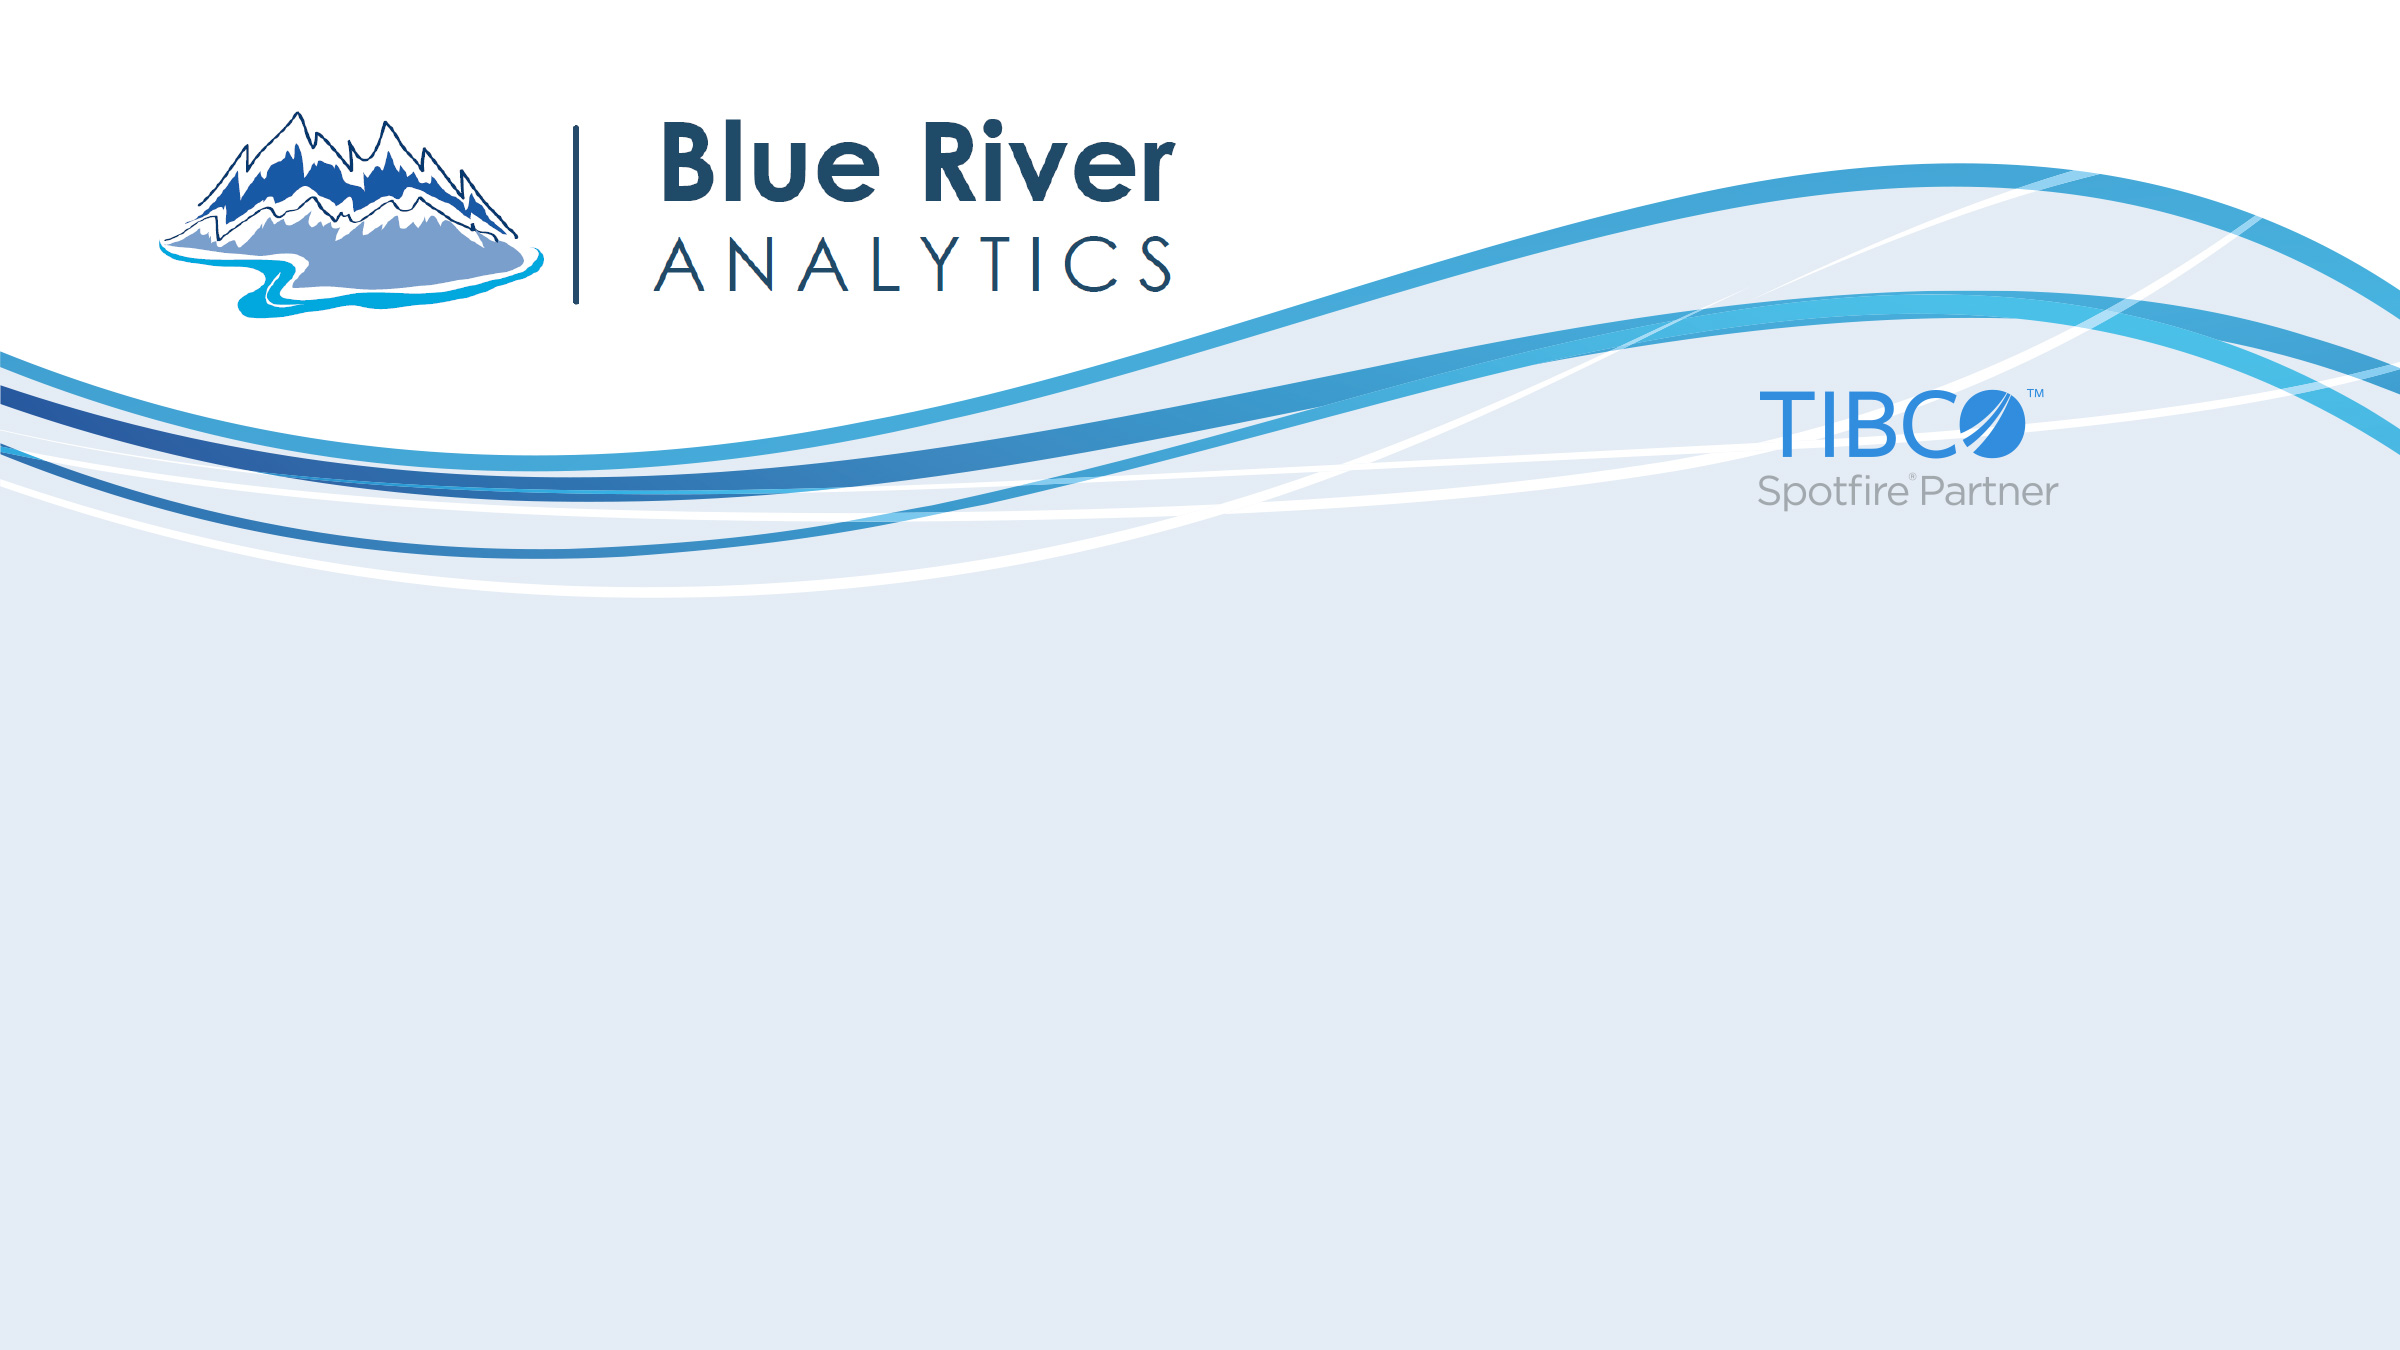 Blue River
ANALYTICS
TIBCO™
Spotfire® Partner